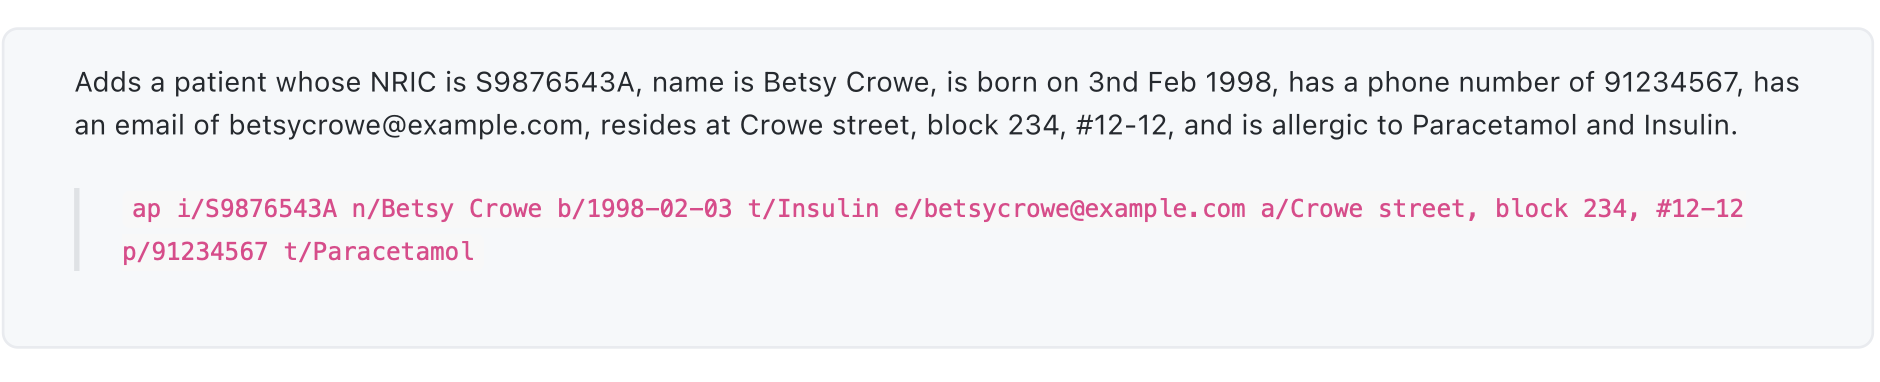 Adds a patient whose NRIC is S9876543A, name is Betsy Crowe, is born on 3nd Feb 1998, has a phone number of 91234567, has
an email of betsycrowe@example.com, resides at Crowe street, block 234, #12-12, and is allergic to Paracetamol and Insulin.
ap i/S9876543A n/Betsy Crowe b/1998-02-03 t/Insulin e/betsycrowe@example.com a/Crowe street, block 234, #12-12
p/91234567 t/Paracetamol